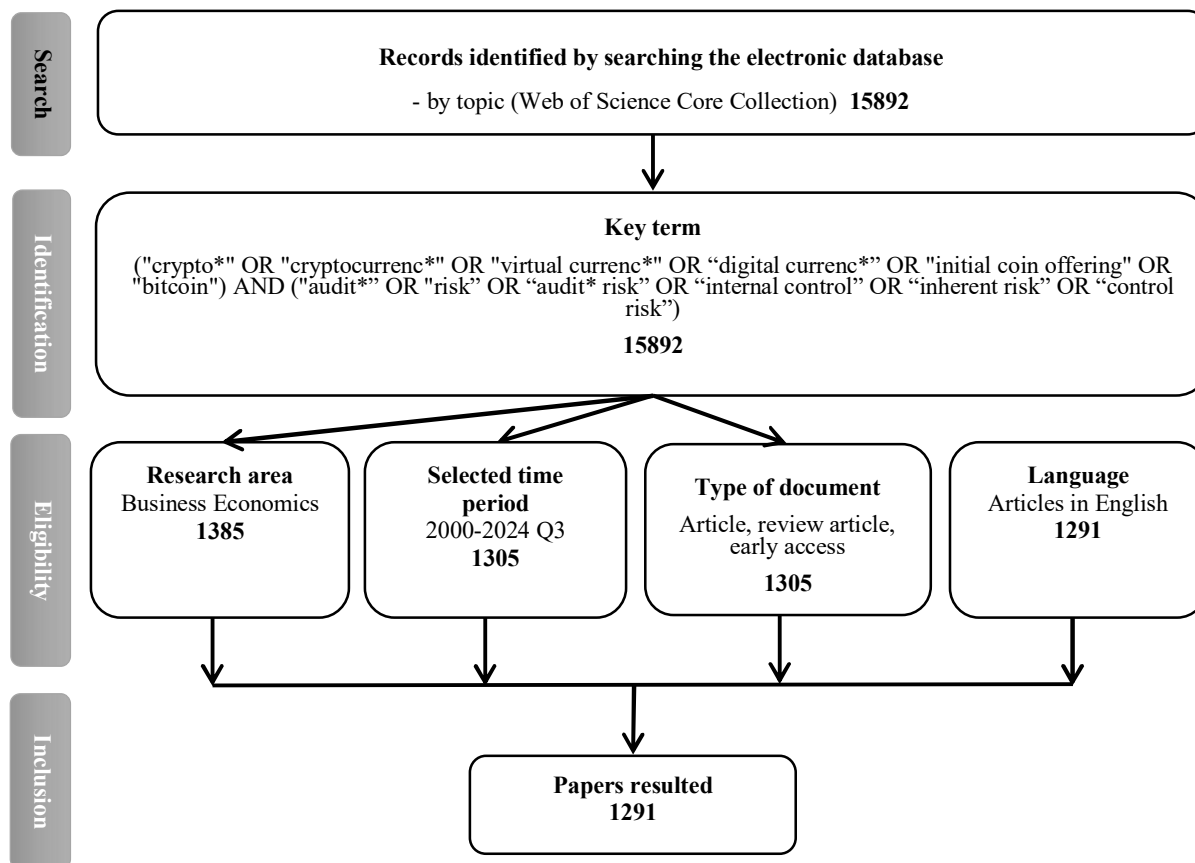 Search
Records identified by searching the electronic database
- by topic (Web of Science Core Collection) 15892
Identification
Key term
("crypto*" OR "cryptocurrenc*" OR "virtual currenc*" OR “digital currenc*” OR "initial coin offering" OR
"bitcoin") AND ("audit*” OR "risk” OR “audit* risk” OR “internal control” OR “inherent risk” OR “control
risk”)
15892
Eligibility
Research area
Business Economics
1385
Selected time
period
2000-2024 Q3
1305
Type of document
Article, review article,
early access
1305
Language
Articles in English
1291
Inclusion
Papers resulted
1291